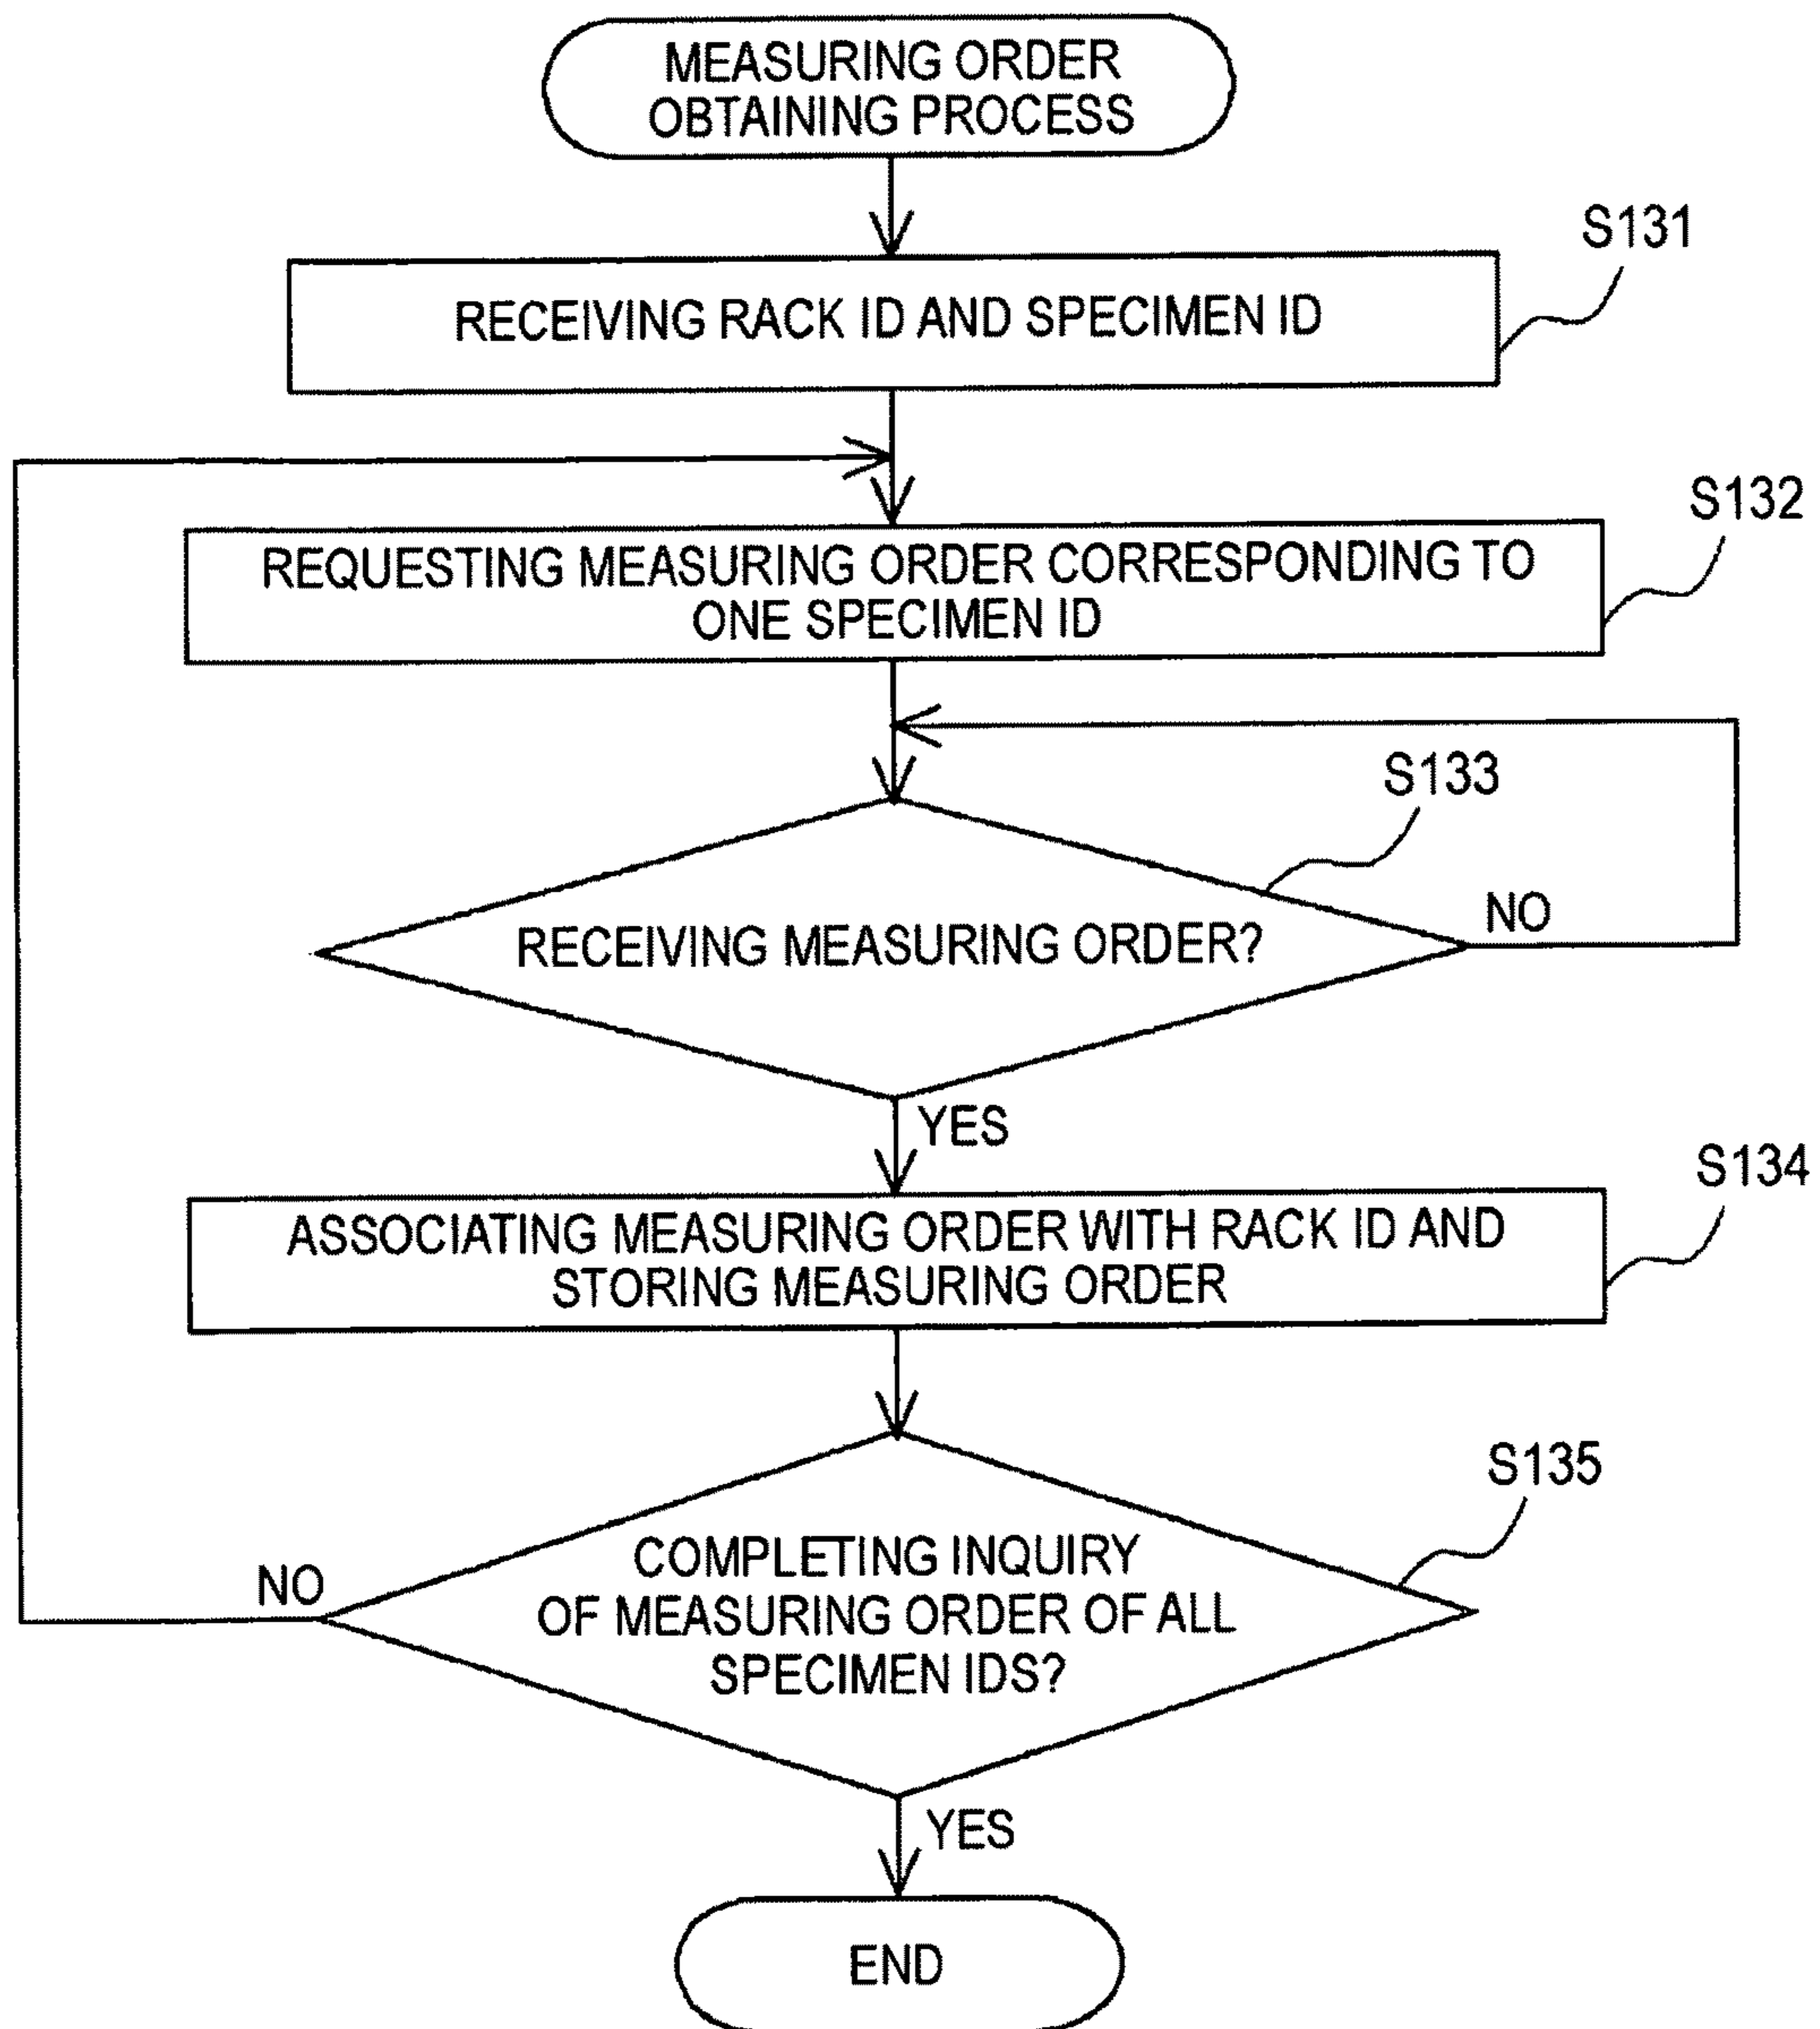 MEASURING ORDER
OBTAINING PROCESS
S131
RECEIVING RACK ID AND SPECIMEN ID
S132
REQUESTING MEASURING ORDER CORRESPONDING TO
ONE SPECIMEN ID
S133
RECEIVING MEASURING ORDER?
NO
YES
S134
ASSOCIATING MEASURING ORDER WITH RACK ID AND
STORING MEASURING ORDER
S135
COMPLETING INQUIRY
OF MEASURING ORDER OF ALL
SPECIMEN IDS?
NO
YES
END